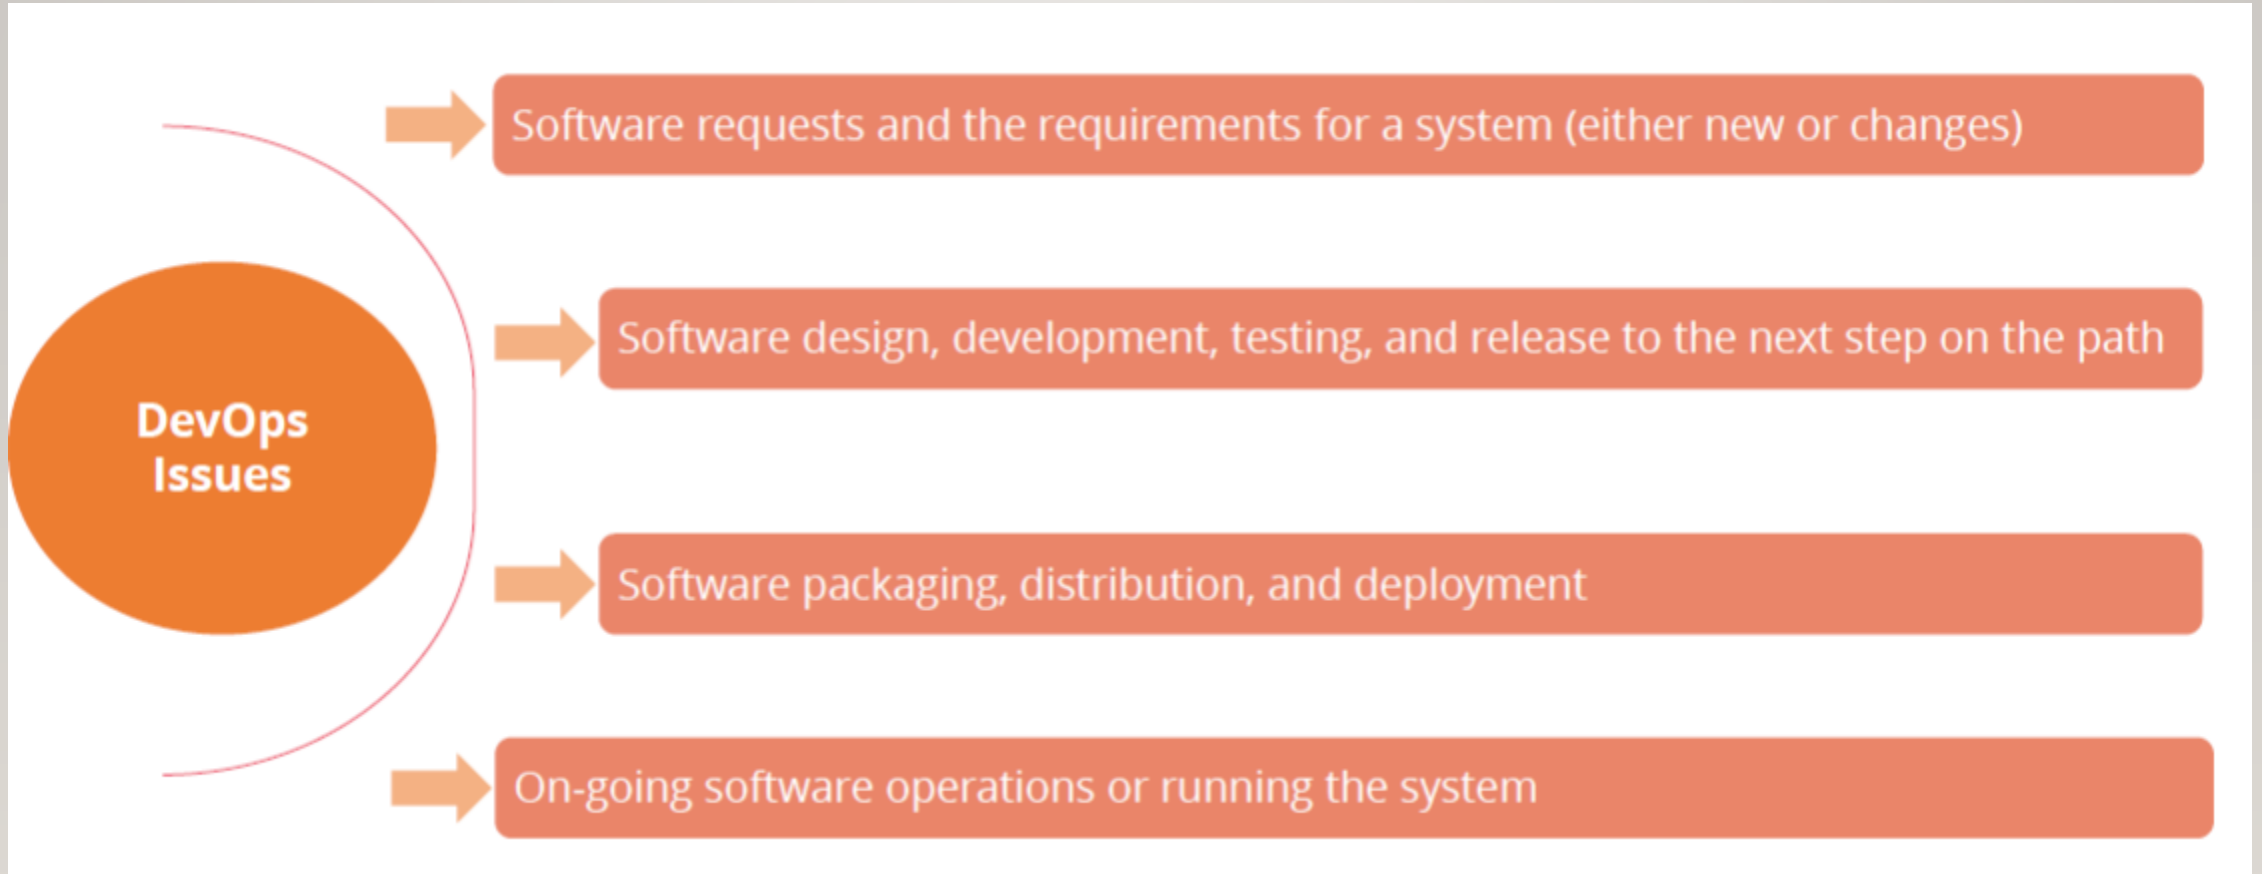 Software requests and the requirements for a system (either new or changes)
Software design, development, testing, and release to the next step on the path
DevOps
Issues
Software packaging, distribution, and deployment
On-going software operations or running the system